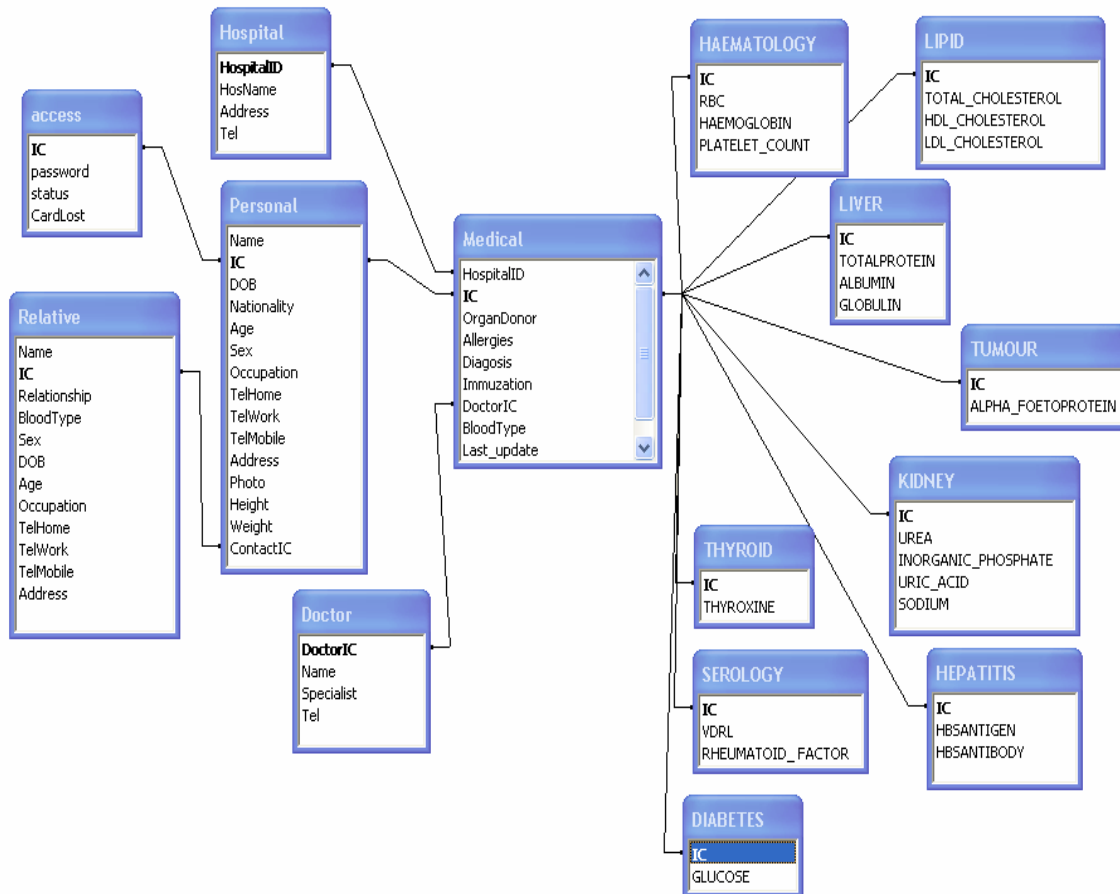 Hospital
HospitalID
HosName
Address
Tel
access
IC
password
status
CardLost
Personal
Name
IC
DOB
Nationality
Age
Sex
Occupation
TelHome
TelWork
TelMobile
Address
Photo
Height
Weight
ContactIC
Relative
Name
IC
Relationship
BloodType
Sex
DOB
Age
Occupation
TelHome
TelWork
TelMobile
Address
Doctor
DoctorIC
Name
Specialist
Tel
Medical
HospitalID
IC
OrganDonor
Allergies
Diagosis
Immuzation
DoctorIC
BloodType
Last_update
HAEMATOLOGY
IC
RBC
HAEMOGLOBIN
PLATELET_COUNT
LIPID
IC
TOTAL_CHOLESTEROL
HDL_CHOLESTEROL
LDL_CHOLESTEROL
LIVER
IC
TOTALPROTEIN
ALBUMIN
GLOBULIN
TUMOUR
IC
ALPHA_FOETOPROTEIN
KIDNEY
IC
UREA
INORGANIC_PHOSPHATE
URIC_ACID
SODIUM
THYROID
IC
THYROXINE
SEROLOGY
IC
VDRL
RHEUMATOID_FACTOR
HEPATITIS
IC
HBSANTIGEN
HBSANTIBODY
DIABETES
IC
GLUCOSE